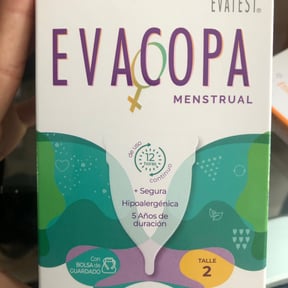 EVATEST®
EVACOPA
MENSTRUAL
de uso
12
horas
continuo
+ Segura
Hipoalergénica
5 Años de
duración
Con
BOLSA de
GUARDADO
TALLE
2